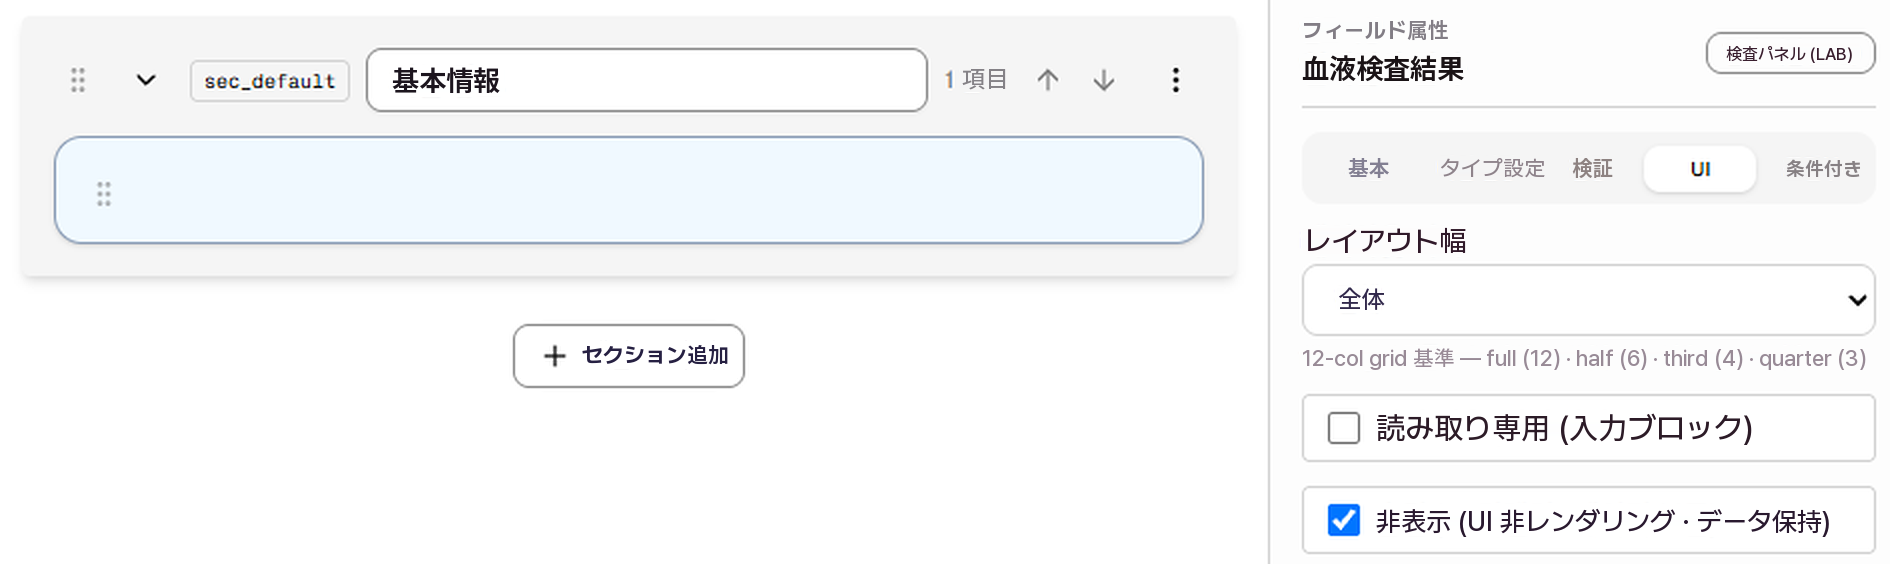 sec_default
基本情報
1 項目
セクション追加
フィールド属性
血液検査結果
検査パネル (LAB)
基本
タイプ設定
検証
UI
条件付き
レイアウト幅
全体
12-col grid 基準 — full (12) · half (6) · third (4) · quarter (3)
読み取り専用 (入力ブロック)
非表示 (UI 非レンダリング · データ保持)